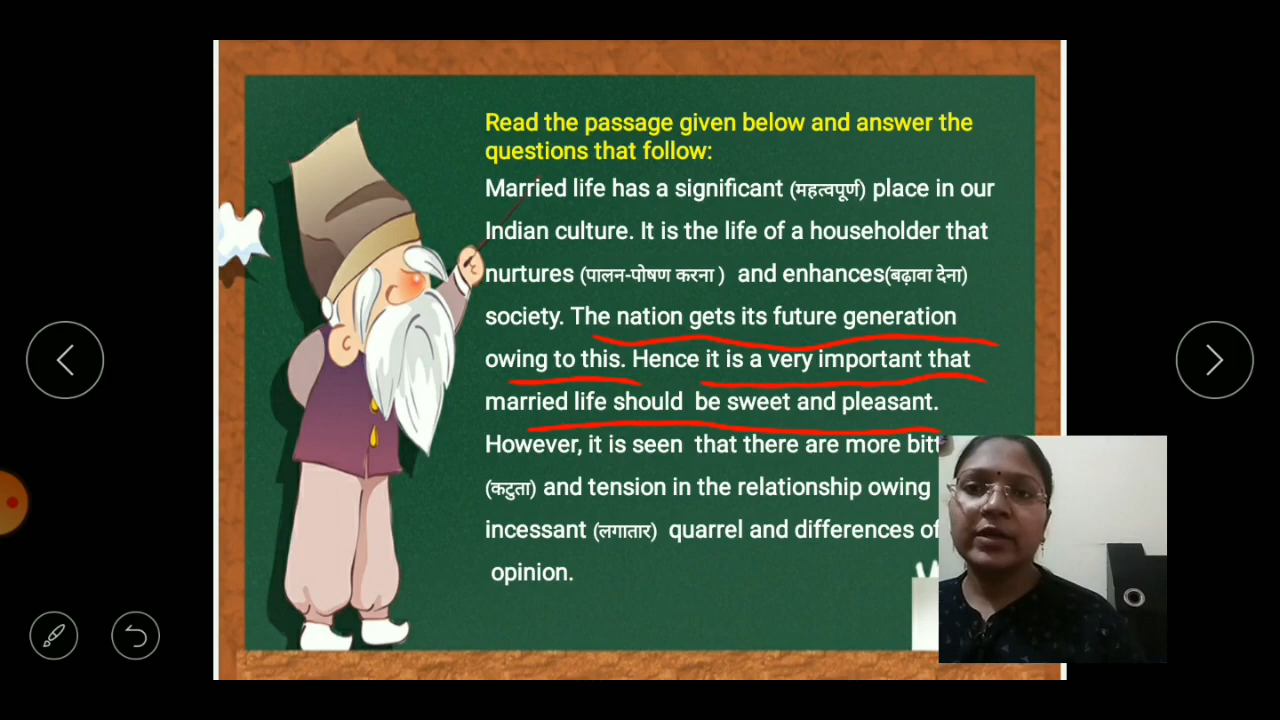 Read the passage given below and answer the
questions that follow:
Married life has a significant (महत्वपूर्ण) place in our
Indian culture. It is the life of a householder that
nurtures (पालन-पोषण करना ) and enhances(बढ़ावा देना)
society. The nation gets its future generation
owing to this. Hence it is a very important that
married life should be sweet and pleasant.
However, it is seen that there are more
(कटुता) and tension in the relationship owing
incessant (लगातार) quarrel and differences of
opinion.